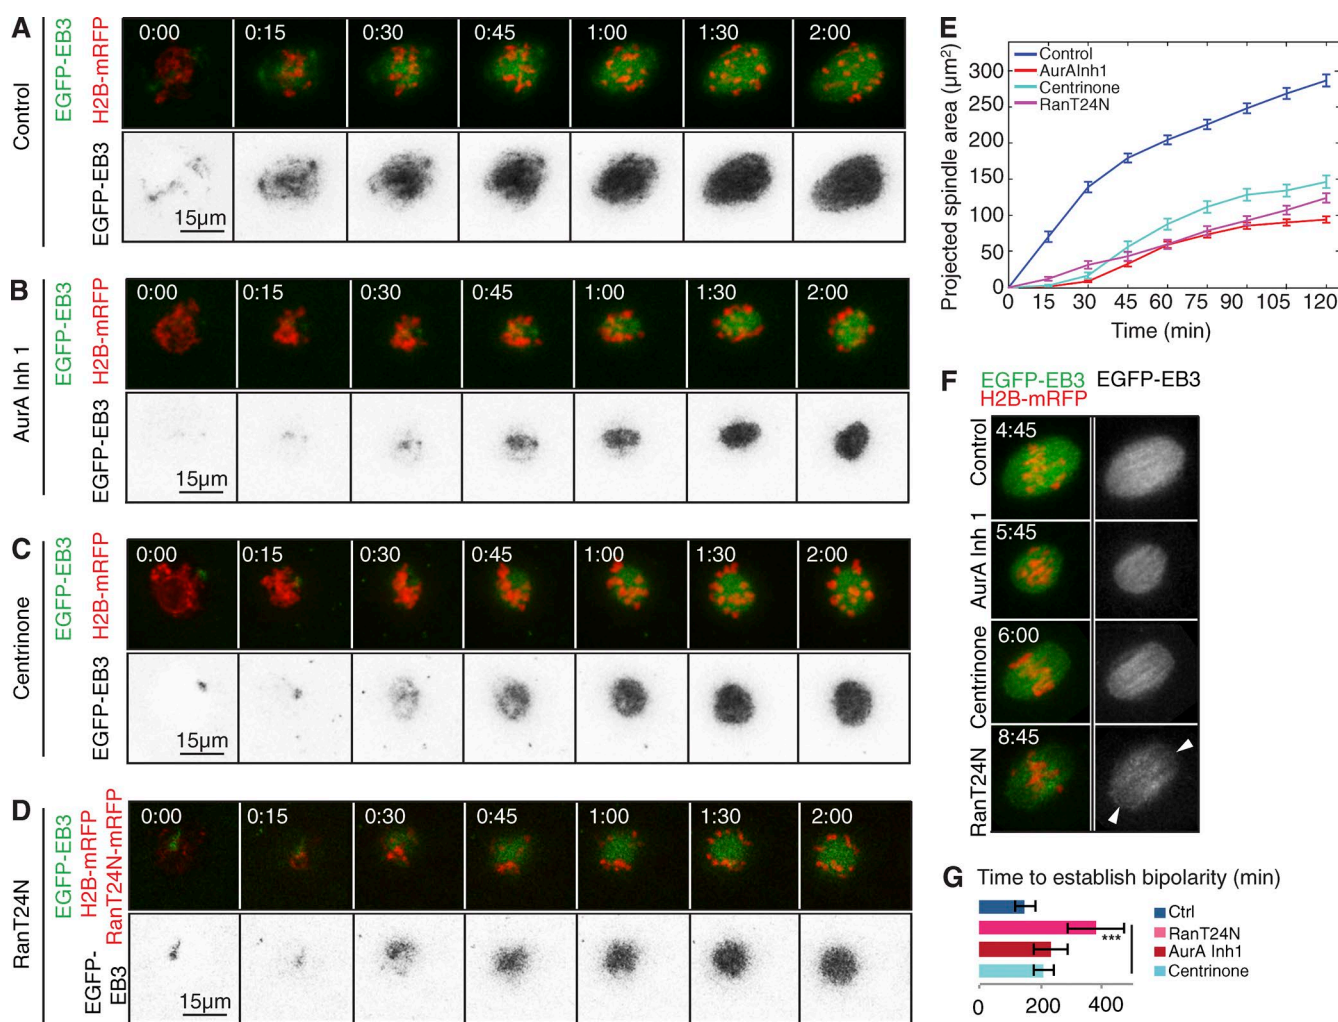 A
Control
EGFP-EB3
H2B-mRFP
0:00
0:15
0:30
0:45
1:00
1:30
2:00
EGFP-EB3
15µm
B
AurA Inh 1
EGFP-EB3
H2B-mRFP
0:00
0:15
0:30
0:45
1:00
1:30
2:00
EGFP-EB3
15µm
C
Centrinone
EGFP-EB3
H2B-mRFP
0:00
0:15
0:30
0:45
1:00
1:30
2:00
EGFP-EB3
15µm
D
RanT24N
EGFP-EB3
H2B-mRFP
RanT24N-mRFP
0:00
0:15
0:30
0:45
1:00
1:30
2:00
EGFP-
EB3
15µm
E
Projected spindle area (µm²)
300
250
200
150
100
50
0
Control
AurAInh1
Centrinone
RanT24N
0 15 30 45 60 75 90 105 120
Time (min)
F
EGFP-EB3
H2B-mRFP
EGFP-EB3
Control
4:45
AurA Inh 1
5:45
Centrinone
6:00
RanT24N
8:45
G Time to establish bipolarity (min)
***
Ctrl
RanT24N
AurA Inh1
Centrinone
0 200 400